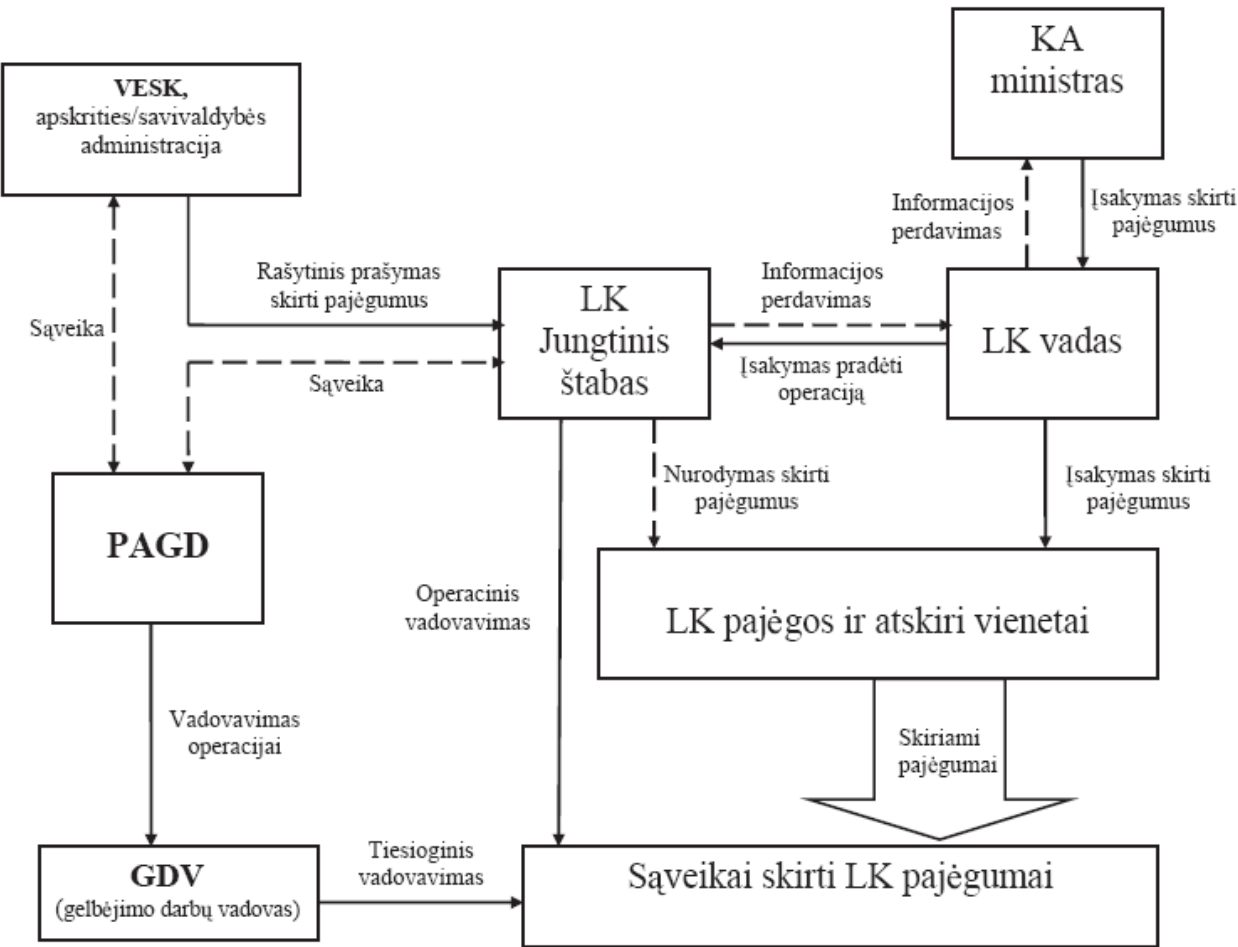 KA
ministras
VESK,
apskrities/savivaldybės
administracija
Informacijos
perdavimas
Įsakymas skirti
pajėgumus
Rašytinis prašymas
skirti pajėgumus
LK
Jungtinis
štabas
Informacijos
perdavimas
LK vadas
Sąveika
Sąveika
Įsakymas pradėti
operaciją
Nurodymas skirti
pajėgumus
Įsakymas skirti
pajėgumus
PAGD
Operacinis
vadovavimas
LK pajėgos ir atskiri vienetai
Vadovavimas
operacijai
Skiriami
pajėgumai
GDV
(gelbėjimo darbų vadovas)
Tiesioginis
vadovavimas
Sąveikai skirti LK pajėgumai